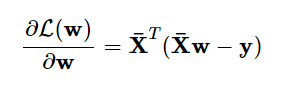 ∂𝓛(𝐰)/∂𝐰 = 𝐗̄ᵀ(𝐗̄𝐰 − 𝐲)